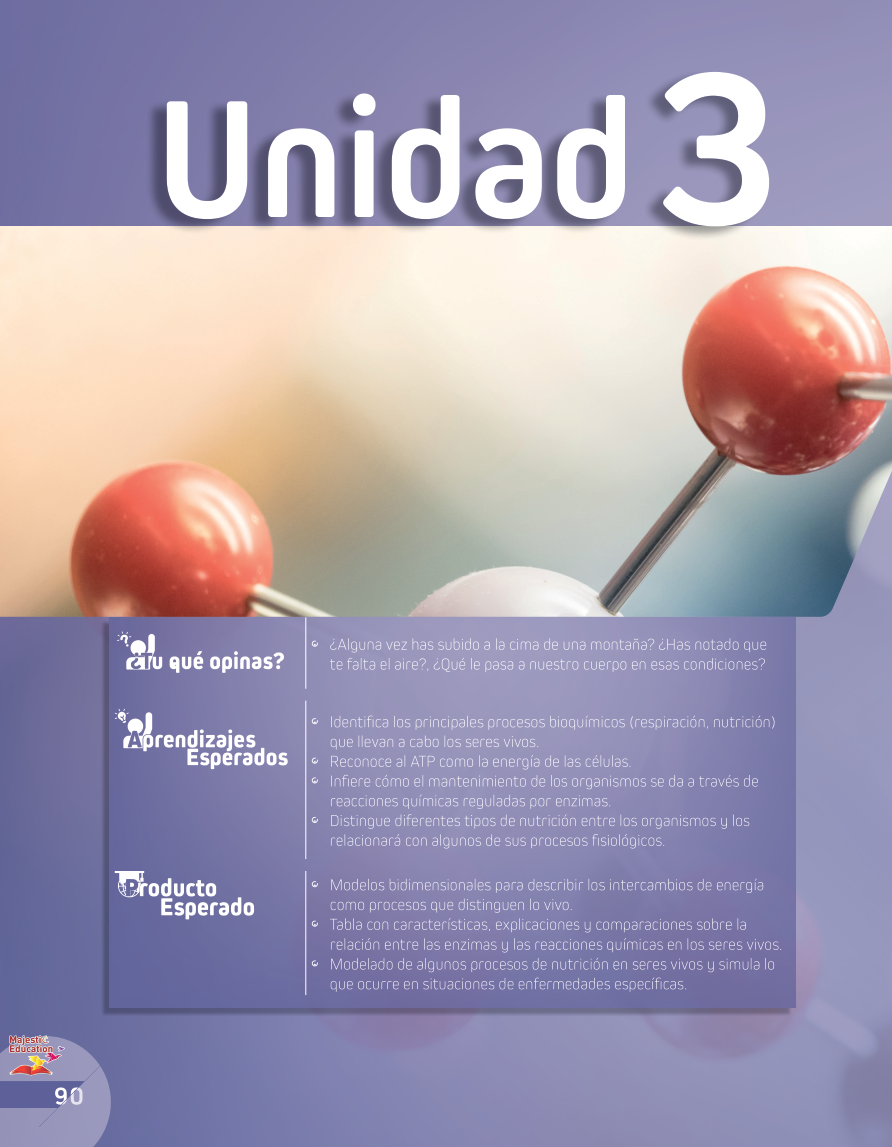 Unidad 3
¿Tu qué opinas?
¿Alguna vez has subido a la cima de una montaña? ¿Has notado que
te falta el aire?, ¿Qué le pasa a nuestro cuerpo en esas condiciones?
Aprendizajes
Esperados
Identifica los principales procesos bioquímicos (respiración, nutrición)
que llevan a cabo los seres vivos.
Reconoce al ATP como la energía de las células.
Infiere cómo el mantenimiento de los organismos se da a través de
reacciones químicas reguladas por enzimas.
Distingue diferentes tipos de nutrición entre los organismos y los
relacionará con algunos de sus procesos fisiológicos.
Producto
Esperado
Modelos bidimensionales para describir los intercambios de energía
como procesos que distinguen lo vivo.
Tabla con características, explicaciones y comparaciones sobre la
relación entre las enzimas y las reacciones químicas en los seres vivos.
Modelado de algunos procesos de nutrición en seres vivos y simula lo
que ocurre en situaciones de enfermedades específicas.
Majestic
Education
90